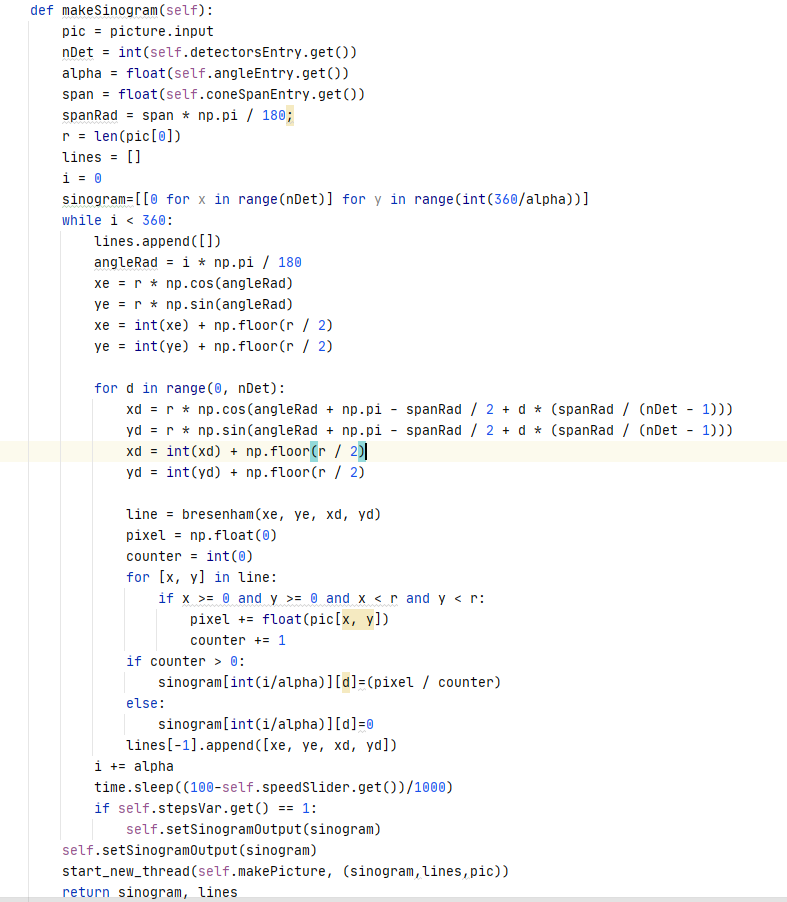 def makeSinogram(self):
    pic = picture.input
    nDet = int(self.detectorsEntry.get())
    alpha = float(self.angleEntry.get())
    span = float(self.coneSpanEntry.get())
    spanRad = span * np.pi / 180;
    r = len(pic[0])
    lines = []
    i = 0
    sinogram=[[0 for x in range(nDet)] for y in range(int(360/alpha))]
    while i < 360:
        lines.append([])
        angleRad = i * np.pi / 180
        xe = r * np.cos(angleRad)
        ye = r * np.sin(angleRad)
        xe = int(xe) + np.floor(r / 2)
        ye = int(ye) + np.floor(r / 2)

        for d in range(0, nDet):
            xd = r * np.cos(angleRad + np.pi - spanRad / 2 + d * (spanRad / (nDet - 1)))
            yd = r * np.sin(angleRad + np.pi - spanRad / 2 + d * (spanRad / (nDet - 1)))
            xd = int(xd) + np.floor(r / 2)
            yd = int(yd) + np.floor(r / 2)

            line = bresenham(xe, ye, xd, yd)
            pixel = np.float(0)
            counter = int(0)
            for [x, y] in line:
                if x >= 0 and y >= 0 and x < r and y < r:
                    pixel += float(pic[x, y])
                    counter += 1
            if counter > 0:
                sinogram[int(i/alpha)][d]=(pixel / counter)
            else:
                sinogram[int(i/alpha)][d]=0
            lines[-1].append([xe, ye, xd, yd])
        i += alpha
        time.sleep((100-self.speedSlider.get())/1000)
        if self.stepsVar.get() == 1:
            self.setSinogramOutput(sinogram)
    self.setSinogramOutput(sinogram)
    start_new_thread(self.makePicture, (sinogram,lines,pic))
    return sinogram, lines